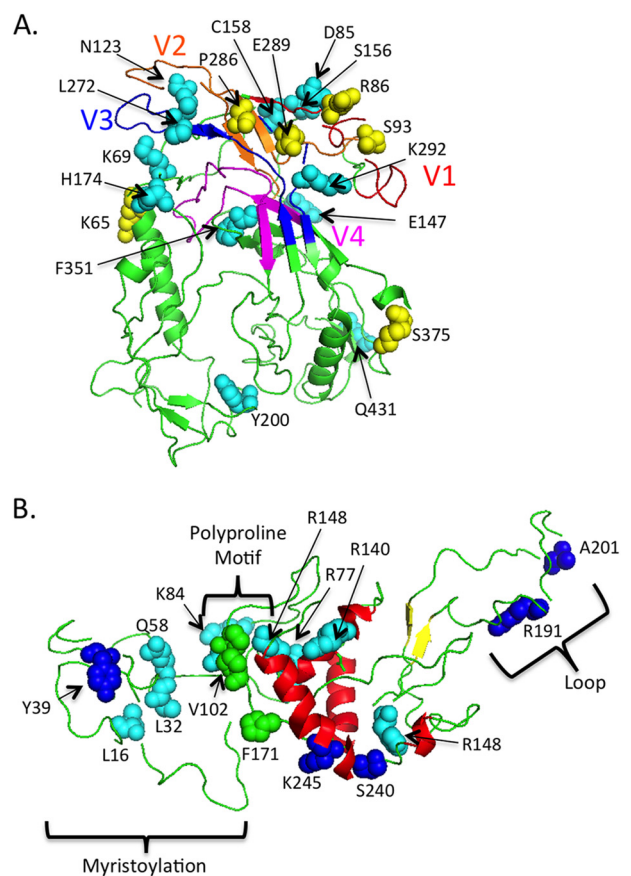 A.
C158
E289
D85
N123
V2
P286
S156
L272
R86
V3
S93
K69
K292
V1
H174
K65
E147
V4
F351
S375
Y200
Q431
B.
Polyproline
Motif
R148
R140
R77
K84
A201
Q58
R191
Loop
Y39
V102
L32
L16
F171
R148
K245
S240
Myristoylation